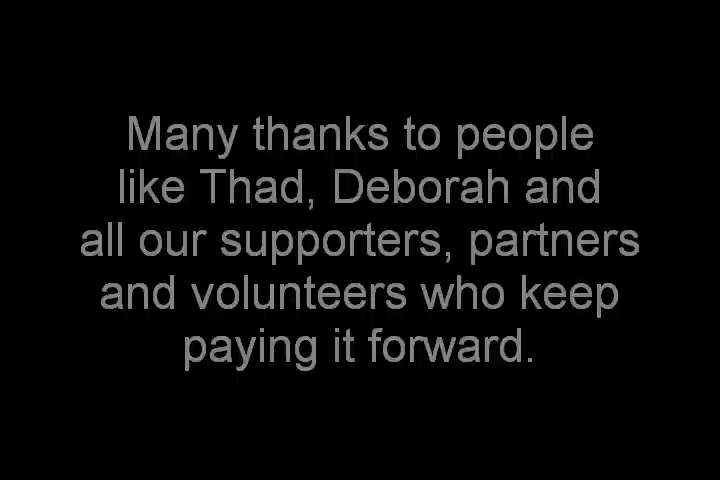 Many thanks to people
like Thad, Deborah and
all our supporters, partners
and volunteers who keep
paying it forward.